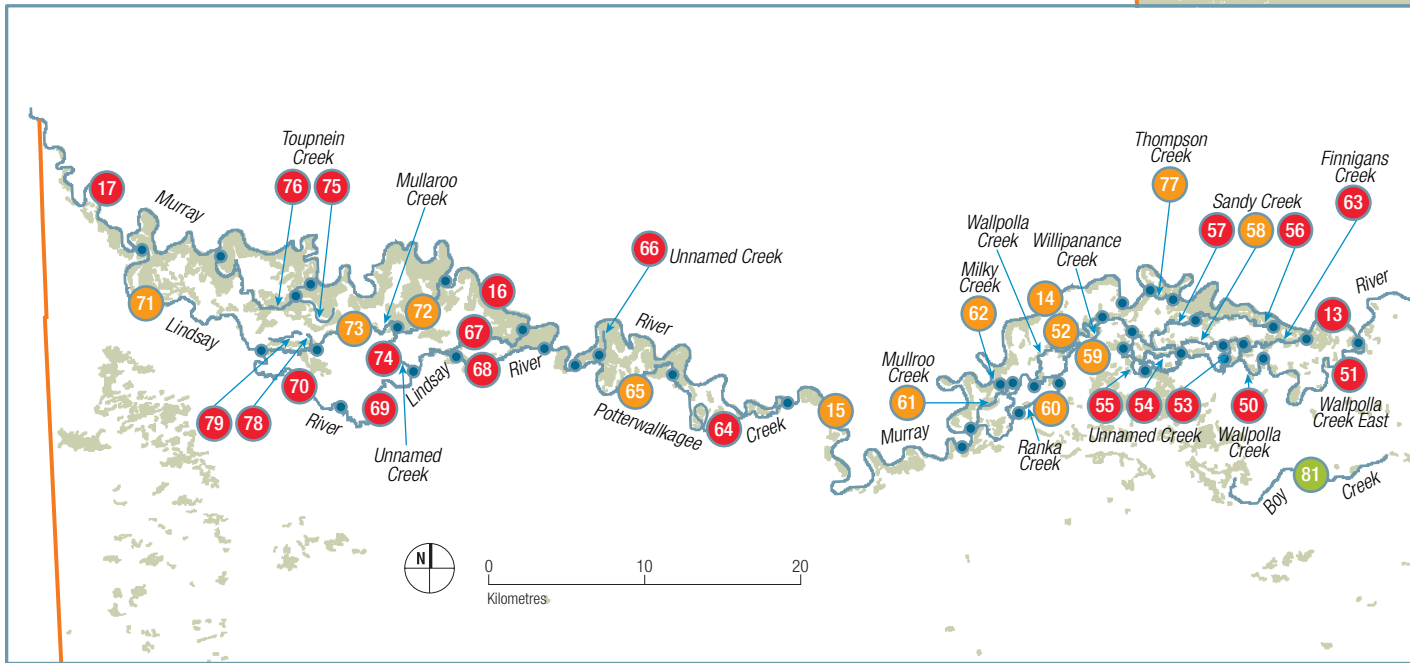 Toupnein
Creek
76
75
Mullaroo
Creek
17
Murray
66
Unnamed Creek
Thompson
Creek
77
Finnigans
Creek
63
Sandy Creek
57
58
56
Wallpolla
Creek
Willipanance
Creek
Milky
Creek
62
14
52
59
River
13
71
Lindsay
73
72
16
67
74
68
River
Lindsay
70
River
69
Unnamed
Creek
79
78
River
65
Potterwallkagee
64
Creek
15
Mullroo
Creek
61
Murray
60
Ranka
Creek
55
54
53
Unnamed Creek
50
Wallpolla
Creek
51
Wallpolla
Creek East
81
Boy
Creek
N
0
10
20
Kilometres